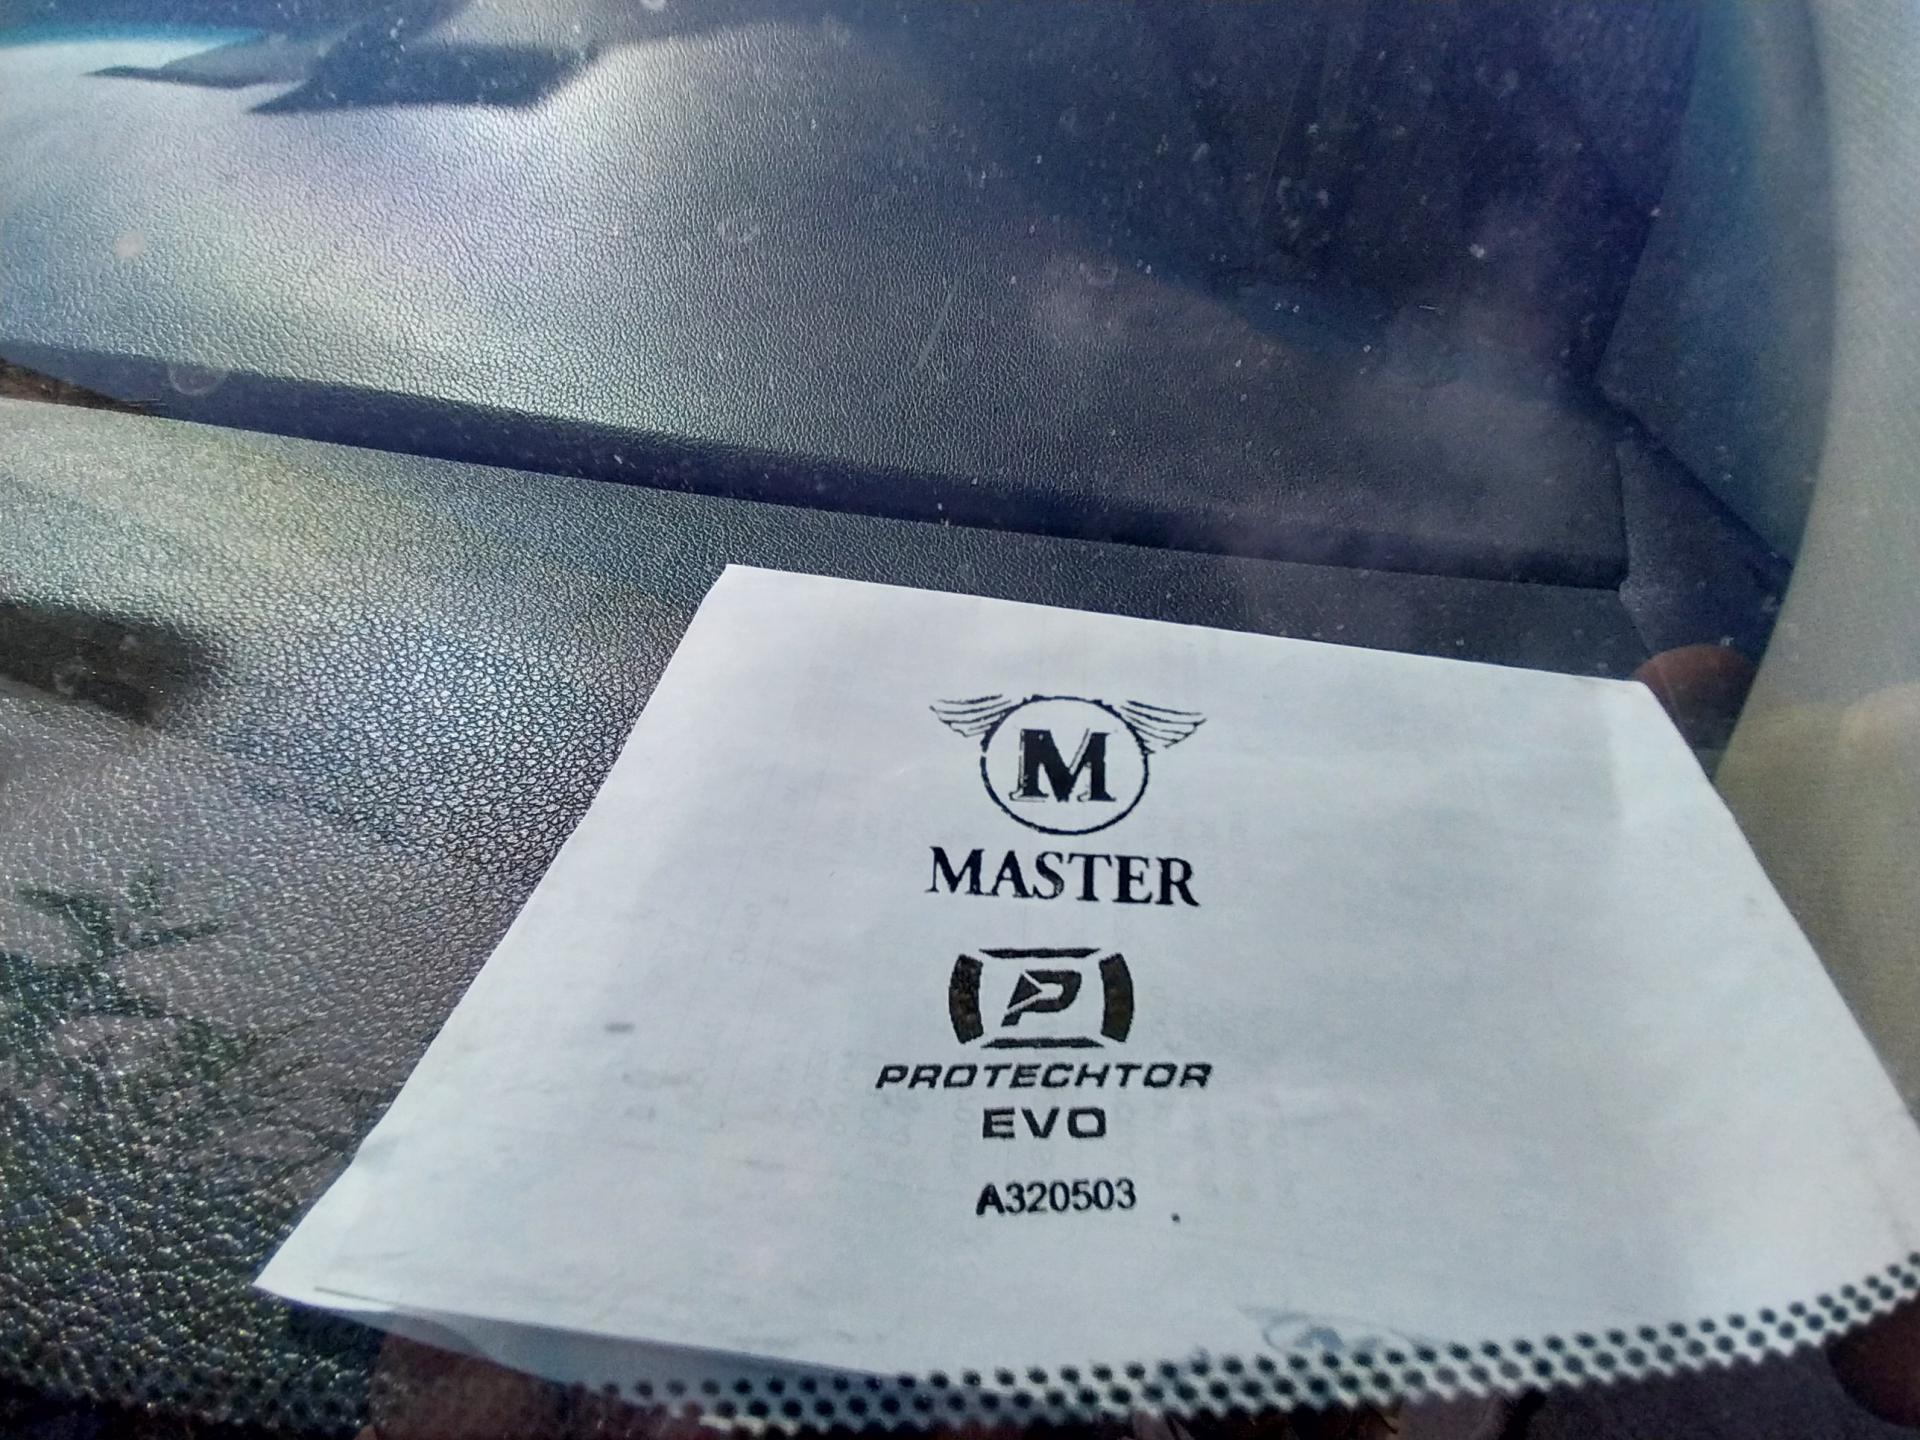 M
MASTER
P
PROTECHTOR
EVO
A320503